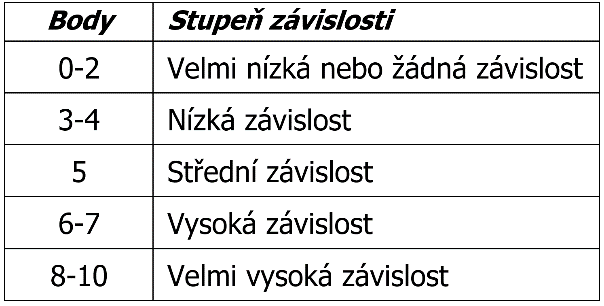 Body Stupeň závislosti
0-2 Velmi nízká nebo žádná závislost
3-4 Nízká závislost
5 Střední závislost
6-7 Vysoká závislost
8-10 Velmi vysoká závislost